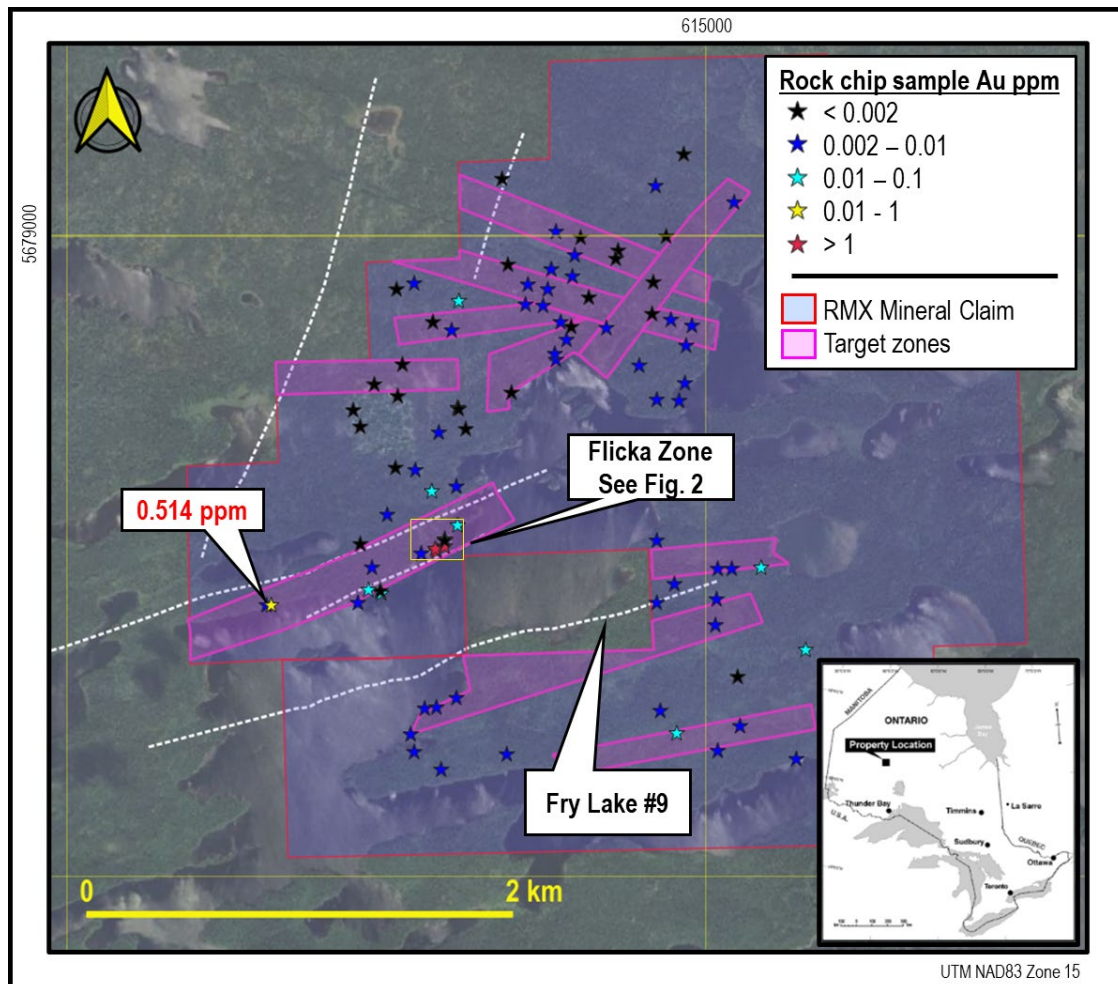 615000
5679000
Rock chip sample Au ppm
< 0.002
0.002 – 0.01
0.01 – 0.1
0.01 - 1
> 1
RMX Mineral Claim
Target zones
Flicka Zone
See Fig. 2
0.514 ppm
Fry Lake #9
0
2 km
MANITOBA
ONTARIO
Property Location
Thunder Bay
U.S.A.
Timmins
La Sarre
Sudbury
QUEBEC
Ottawa
Toronto
UTM NAD83 Zone 15